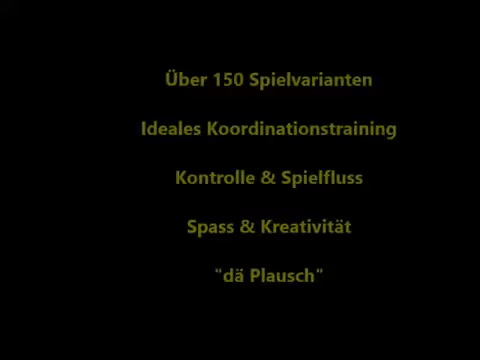 Über 150 Spielvarianten
Ideales Koordinationstraining
Kontrolle & Spielfluss
Spass & Kreativität
"dä Plausch"